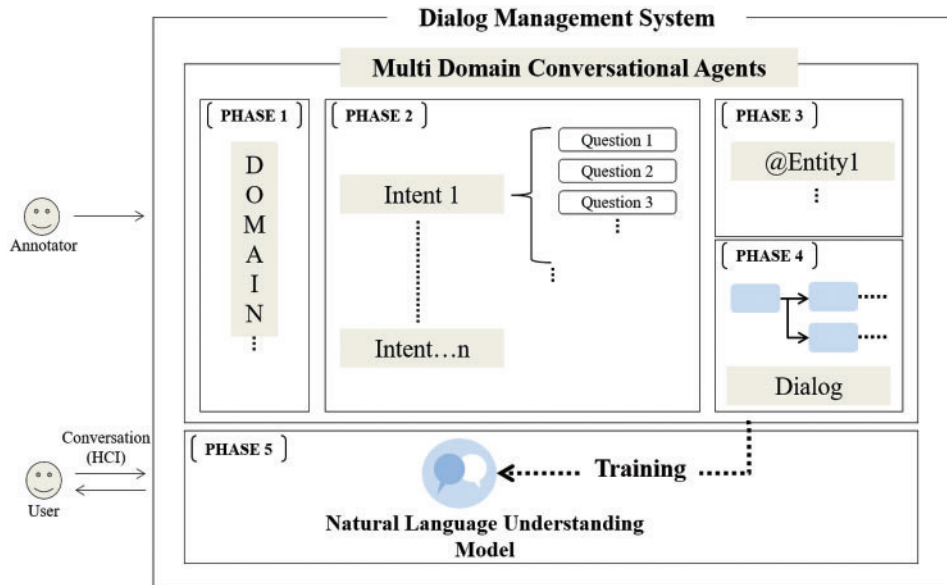 Dialog Management System
Multi Domain Conversational Agents
[PHASE 1]
D
O
M
A
I
N
[PHASE 2]
Intent 1
Question 1
Question 2
Question 3
Intent…n
[PHASE 3]
@Entity1
[PHASE 4]
Dialog
Annotator
Conversation
(HCI)
User
[PHASE 5]
Training
Natural Language Understanding
Model